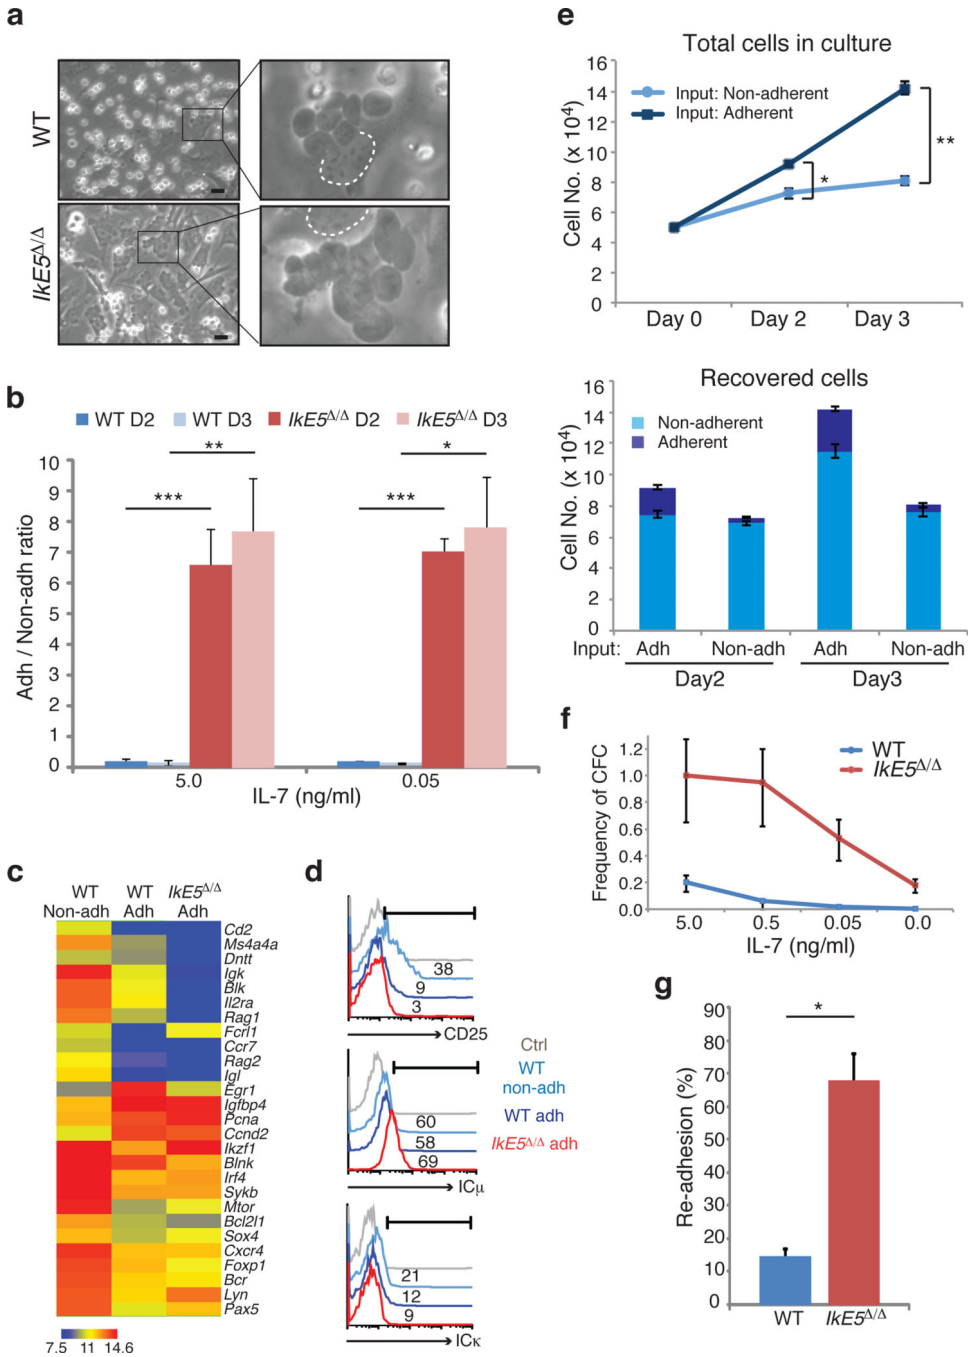 a
WT
IkE5Δ/Δ
b
WT D2 WT D3 IkE5Δ/Δ D2 IkE5Δ/Δ D3
Adh / Non-adh ratio
10
9
8
7
6
5
4
3
2
1
0
***
**
***
*
5.0 0.05
IL-7 (ng/ml)
c
WT Non-adh
WT Adh
IkE5Δ/Δ Adh
Cd2
Ms4a4a
Dntt
Igk
Blk
Il2ra
Rag1
Fcrl1
Ccr7
Rag2
Igl
Egr1
Igfbp4
Pcna
Ccnd2
Ikzf1
Blnk
Irf4
Sykb
Mtor
Bcl2l1
Sox4
Cxcr4
Foxp1
Bcr
Lyn
Pax5
7.5 11 14.6
d
38
9
3
CD25
60
58
69
ICμ
21
12
9
ICκ
Ctrl
WT
non-adh
WT adh
IkE5Δ/Δ adh
e
Total cells in culture
Input: Non-adherent
Input: Adherent
Cell No. (x 10⁴)
16
14
12
10
8
6
4
2
0
*
**
Day 0 Day 2 Day 3
Recovered cells
Non-adherent
Adherent
Cell No. (x 10⁴)
16
14
12
10
8
6
4
2
0
Input: Adh Non-adh Adh Non-adh
Day2 Day3
f
WT
IkE5Δ/Δ
Frequency of CFC
1.2
1.0
0.8
0.6
0.4
0.2
0.0
5.0 0.5 0.05 0.0
IL-7 (ng/ml)
g
Re-adhesion (%)
90
80
70
60
50
40
30
20
10
0
*
WT IkE5Δ/Δ